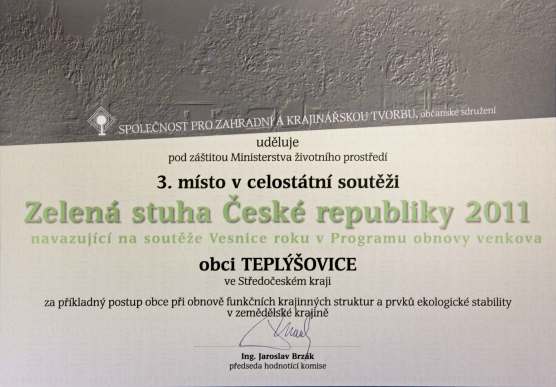 SPOLEČNOST PRO ZAHRADNÍ A KRAJINÁŘSKOU TVORBU, občanské sdružení
uděluje
pod záštitou Ministerstva životního prostředí
3. místo v celostátní soutěži
Zelená stuha České republiky 2011
navazující na soutěže Vesnice roku v Programu obnovy venkova
obci TEPLÝŠOVICE
ve Středočeském kraji
za příkladný postup obce při obnově funkčních krajinných struktur a prvků ekologické stability
v zemědělské krajině
Ing. Jaroslav Brzák
předseda hodnotící komise